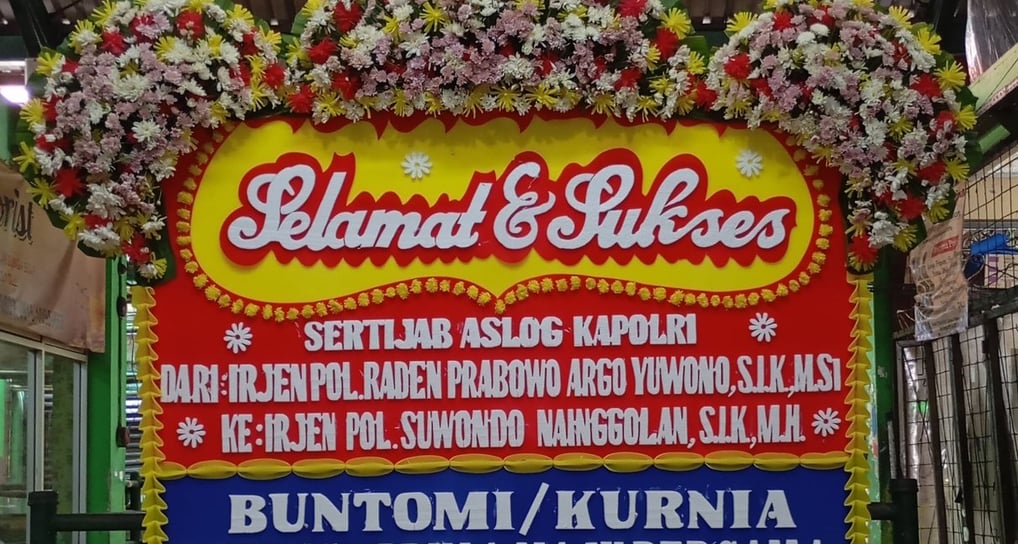 Selamat & Sukses
SERTIJAB ASLOG KAPOLRI
DARI : IRJEN POL. RADEN PRABOWO ARGO YUWONO, S.I.K, M.Si
KE : IRJEN POL. SUWONDO NAINGGOLAN, S.I.K, M.H.
BUNTOMI/KURNIA